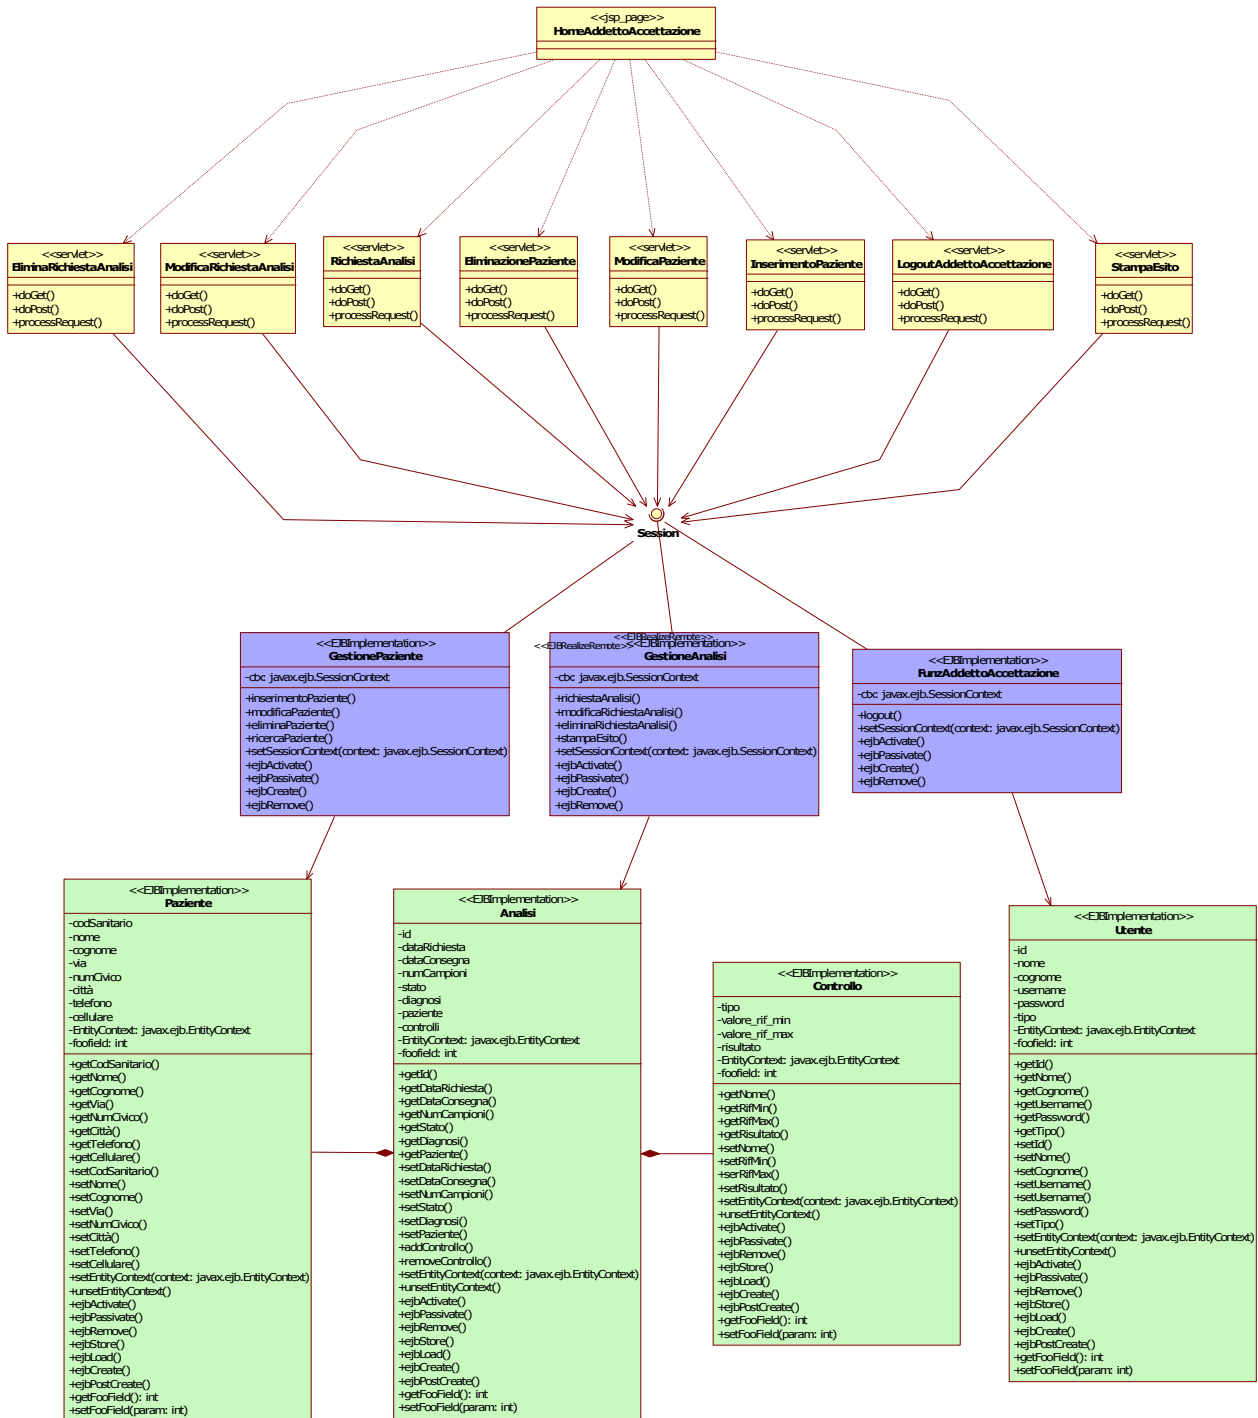 <<jsp_page>>
HomeAddettoAccettazione
<<servlet>>
EliminaRichiestaAnalisi
+doGet()
+doPost()
+processRequest()
<<servlet>>
ModificaRichiestaAnalisi
+doGet()
+doPost()
+processRequest()
<<servlet>>
RichiestaAnalisi
+doGet()
+doPost()
+processRequest()
<<servlet>>
EliminazionePaziente
+doGet()
+doPost()
+processRequest()
<<servlet>>
ModificaPaziente
+doGet()
+doPost()
+processRequest()
<<servlet>>
InserimentoPaziente
+doGet()
+doPost()
+processRequest()
<<servlet>>
LogoutAddettoAccettazione
+doGet()
+doPost()
+processRequest()
<<servlet>>
StampaEsito
+doGet()
+doPost()
+processRequest()
Session
<<EJBImplementation>>
GestionePaziente
-ctx: javax.ejb.SessionContext
+inserimentoPaziente()
+modificaPaziente()
+eliminaPaziente()
+ricercaPaziente()
+setSessionContext(context: javax.ejb.SessionContext)
+ejbActivate()
+ejbPassivate()
+ejbCreate()
+ejbRemove()
<<EJBRealizeRemote>>
<<EJBRealizeRemote>>
<<EJBImplementation>>
GestioneAnalisi
-ctx: javax.ejb.SessionContext
+richiestaAnalisi()
+modificaRichiestaAnalisi()
+eliminaRichiestaAnalisi()
+stampaEsito()
+setSessionContext(context: javax.ejb.SessionContext)
+ejbActivate()
+ejbPassivate()
+ejbCreate()
+ejbRemove()
<<EJBImplementation>>
FunzAddettoAccettazione
-ctx: javax.ejb.SessionContext
+logout()
+setSessionContext(context: javax.ejb.SessionContext)
+ejbActivate()
+ejbPassivate()
+ejbCreate()
+ejbRemove()
<<EJBImplementation>>
Paziente
-codSanitario
-nome
-cognome
-via
-numCivico
-città
-telefono
-cellulare
-EntityContext: javax.ejb.EntityContext
-foofield: int
+getCodSanitario()
+getNome()
+getCognome()
+getVia()
+getNumCivico()
+getCittà()
+getTelefono()
+getCellulare()
+setCodSanitario()
+setNome()
+setCognome()
+setVia()
+setNumCivico()
+setCittà()
+setTelefono()
+setCellulare()
+setEntityContext(context: javax.ejb.EntityContext)
+unsetEntityContext()
+ejbActivate()
+ejbPassivate()
+ejbRemove()
+ejbStore()
+ejbLoad()
+ejbCreate()
+ejbPostCreate()
+getFooField(): int
+setFooField(param: int)
<<EJBImplementation>>
Analisi
-id
-dataRichiesta
-dataConsegna
-numCampioni
-stato
-diagnosi
-paziente
-controlli
-EntityContext: javax.ejb.EntityContext
-foofield: int
+getId()
+getDataRichiesta()
+getDataConsegna()
+getNumCampioni()
+getStato()
+getDiagnosi()
+getPaziente()
+setDataRichiesta()
+setDataConsegna()
+setNumCampioni()
+setStato()
+setDiagnosi()
+setPaziente()
+addControllo()
+removeControllo()
+setEntityContext(context: javax.ejb.EntityContext)
+unsetEntityContext()
+ejbActivate()
+ejbPassivate()
+ejbRemove()
+ejbStore()
+ejbLoad()
+ejbCreate()
+ejbPostCreate()
+getFooField(): int
+setFooField(param: int)
<<EJBImplementation>>
Controllo
-tipo
-valore_rif_min
-valore_rif_max
-risultato
-EntityContext: javax.ejb.EntityContext
-foofield: int
+getNome()
+getRifMin()
+getRifMax()
+getRisultato()
+setNome()
+setRifMin()
+serRifMax()
+setRisultato()
+setEntityContext(context: javax.ejb.EntityContext)
+unsetEntityContext()
+ejbActivate()
+ejbPassivate()
+ejbRemove()
+ejbStore()
+ejbLoad()
+ejbCreate()
+ejbPostCreate()
+getFooField(): int
+setFooField(param: int)
<<EJBImplementation>>
Utente
-id
-nome
-cognome
-username
-password
-tipo
-EntityContext: javax.ejb.EntityContext
-foofield: int
+getId()
+getNome()
+getCognome()
+getUsername()
+getPassword()
+getTipo()
+setId()
+setNome()
+setCognome()
+setUsername()
+setUsername()
+setPassword()
+setTipo()
+setEntityContext(context: javax.ejb.EntityContext)
+unsetEntityContext()
+ejbActivate()
+ejbPassivate()
+ejbRemove()
+ejbStore()
+ejbLoad()
+ejbCreate()
+ejbPostCreate()
+getFooField(): int
+setFooField(param: int)